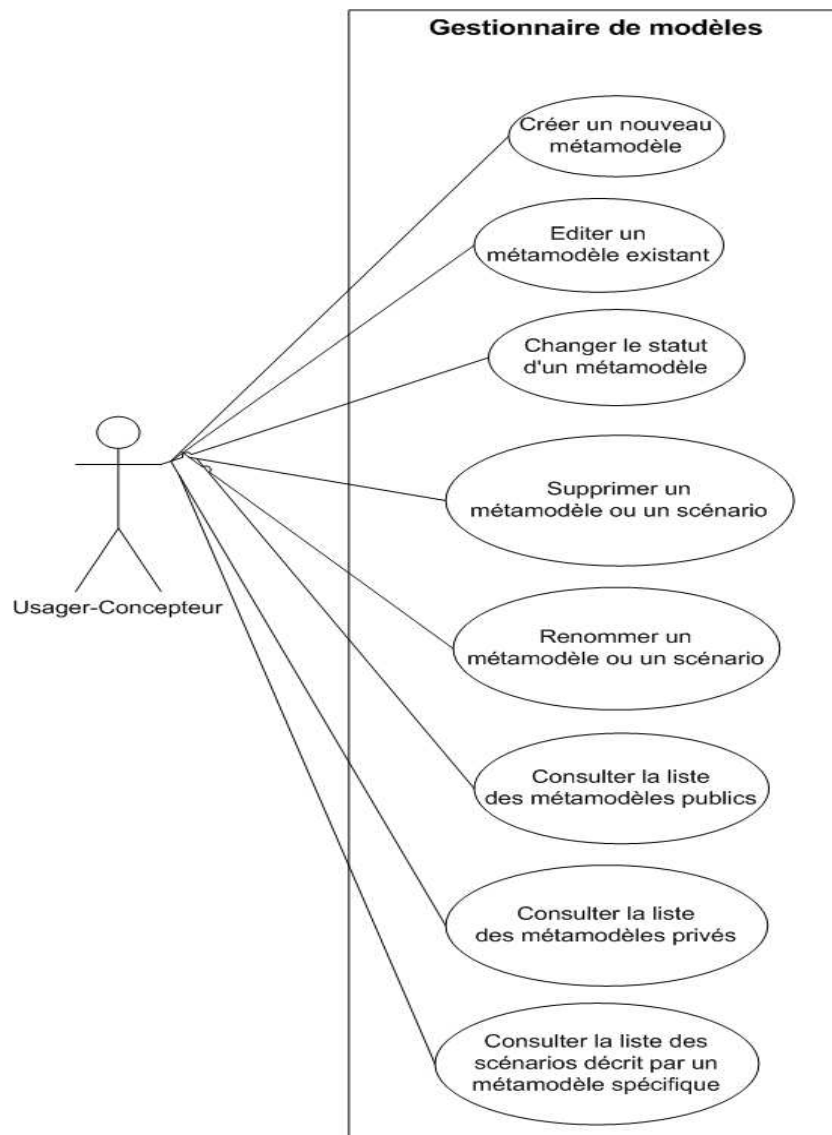 Gestionnaire de modèles
Créer un nouveau
métamodèle
Editer un
métamodèle existant
Changer le statut
d'un métamodèle
Supprimer un
métamodèle ou un scénario
Usager-Concepteur
Renommer un
métamodèle ou un scénario
Consulter la liste
des métamodèles publics
Consulter la liste
des métamodèles privés
Consulter la liste des
scénarios décrit par un
métamodèle spécifique